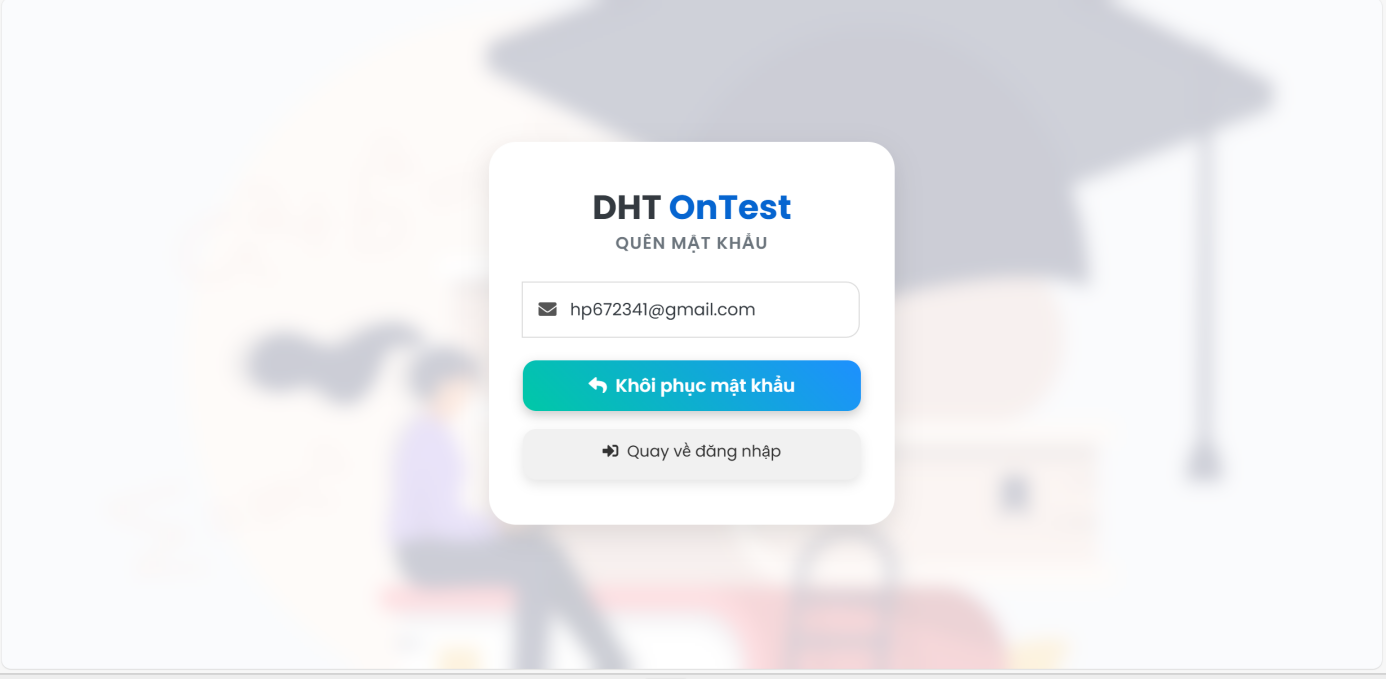 DHT OnTest
QUÊN MẬT KHẨU
hp672341@gmail.com
Khôi phục mật khẩu
Quay về đăng nhập